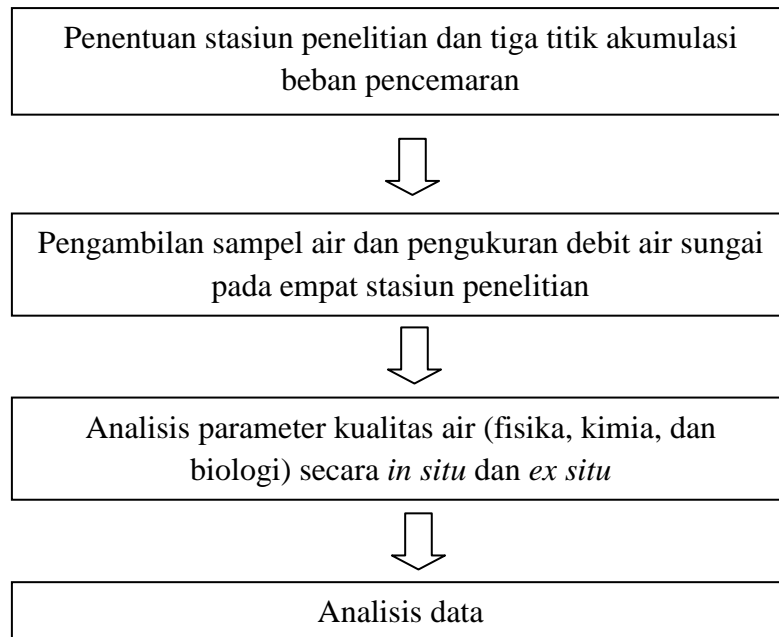 Penentuan stasiun penelitian dan tiga titik akumulasi
beban pencemaran
Pengambilan sampel air dan pengukuran debit air sungai
pada empat stasiun penelitian
Analisis parameter kualitas air (fisika, kimia, dan
biologi) secara in situ dan ex situ
Analisis data